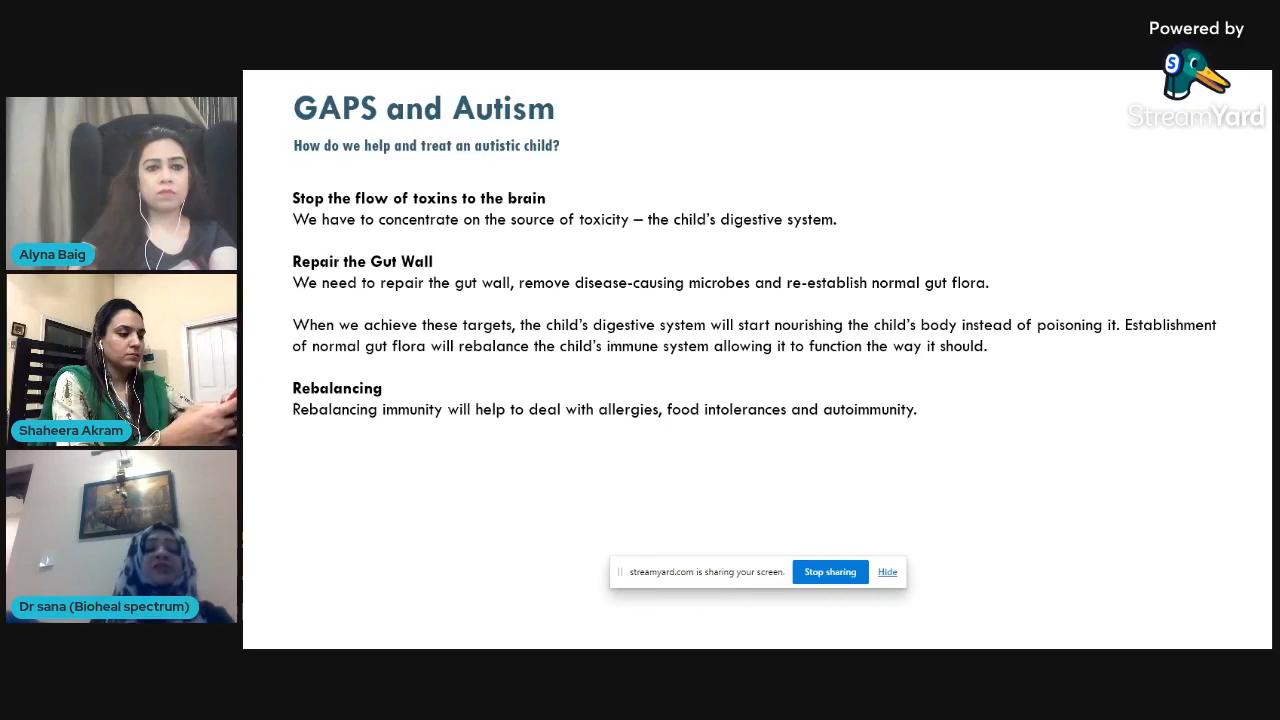 Powered by
StreamYard
GAPS and Autism
How do we help and treat an autistic child?
Stop the flow of toxins to the brain
We have to concentrate on the source of toxicity – the child's digestive system.
Repair the Gut Wall
We need to repair the gut wall, remove disease-causing microbes and re-establish normal gut flora.
When we achieve these targets, the child's digestive system will start nourishing the child's body instead of poisoning it. Establishment
of normal gut flora will rebalance the child's immune system allowing it to function the way it should.
Rebalancing
Rebalancing immunity will help to deal with allergies, food intolerances and autoimmunity.
streamyard.com is sharing your screen. Stop sharing Hide
Alyna Baig
Shaheera Akram
Dr sana (Bioheal spectrum)